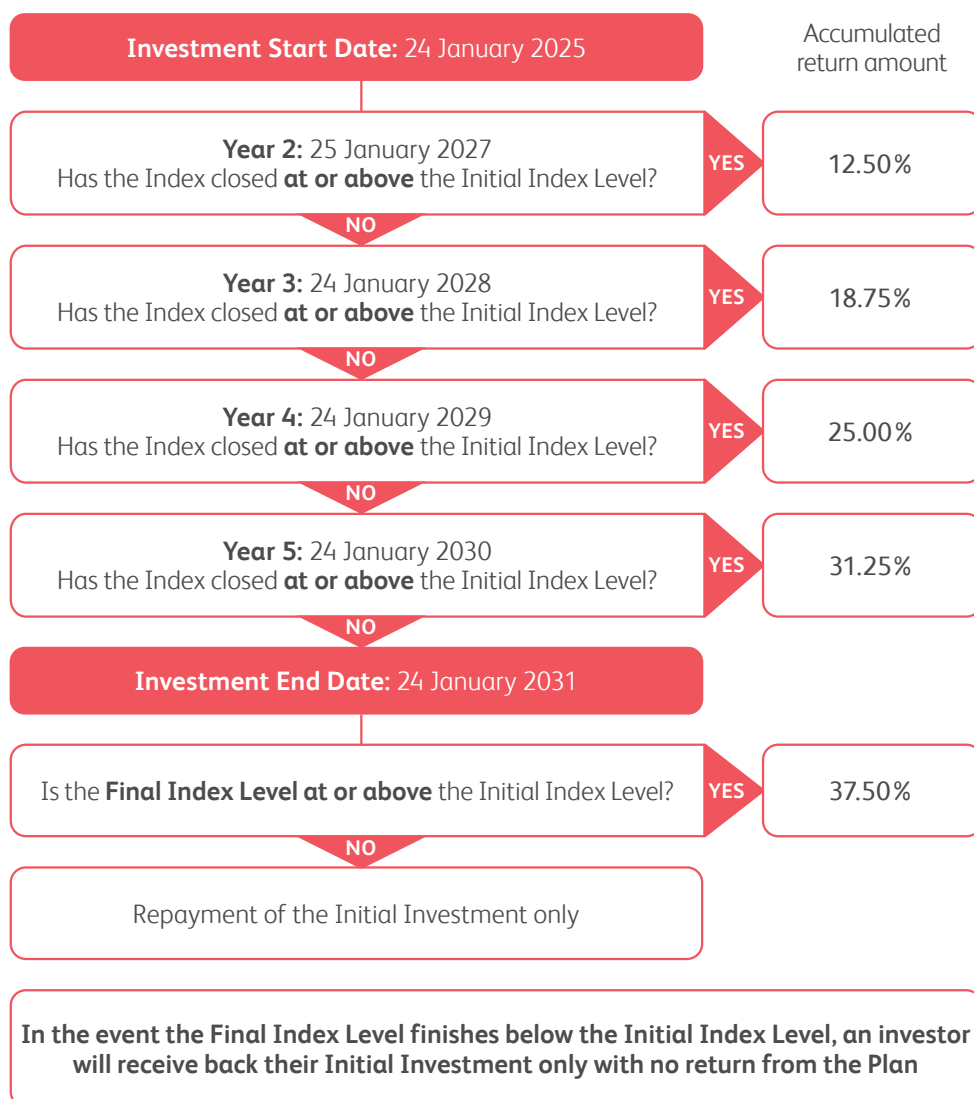 Investment Start Date: 24 January 2025
Accumulated
return amount
Year 2: 25 January 2027
Has the Index closed at or above the Initial Index Level?
YES
12.50%
NO
Year 3: 24 January 2028
Has the Index closed at or above the Initial Index Level?
YES
18.75%
NO
Year 4: 24 January 2029
Has the Index closed at or above the Initial Index Level?
YES
25.00%
NO
Year 5: 24 January 2030
Has the Index closed at or above the Initial Index Level?
YES
31.25%
NO
Investment End Date: 24 January 2031
Is the Final Index Level at or above the Initial Index Level?
YES
37.50%
NO
Repayment of the Initial Investment only
In the event the Final Index Level finishes below the Initial Index Level, an investor
will receive back their Initial Investment only with no return from the Plan